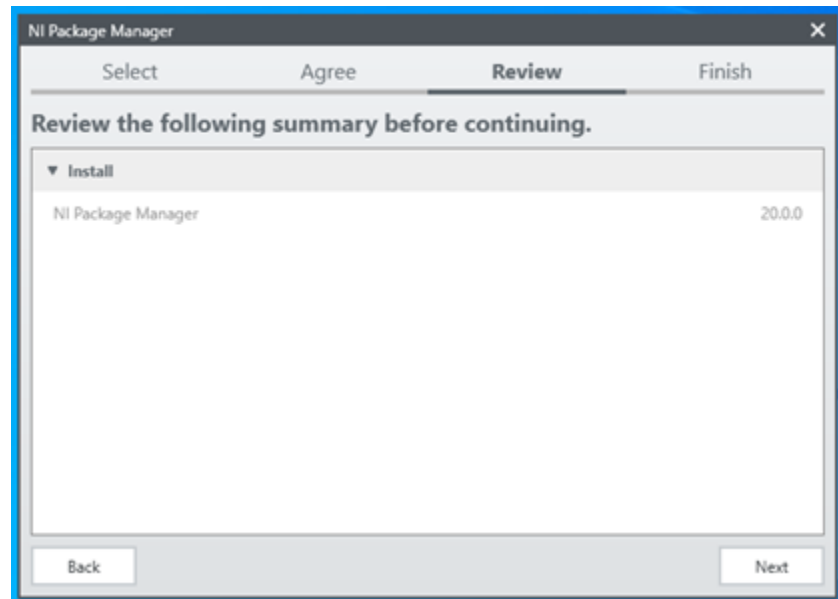 NI Package Manager
Select Agree Review Finish
Review the following summary before continuing.
Install
NI Package Manager 20.0.0
Back Next